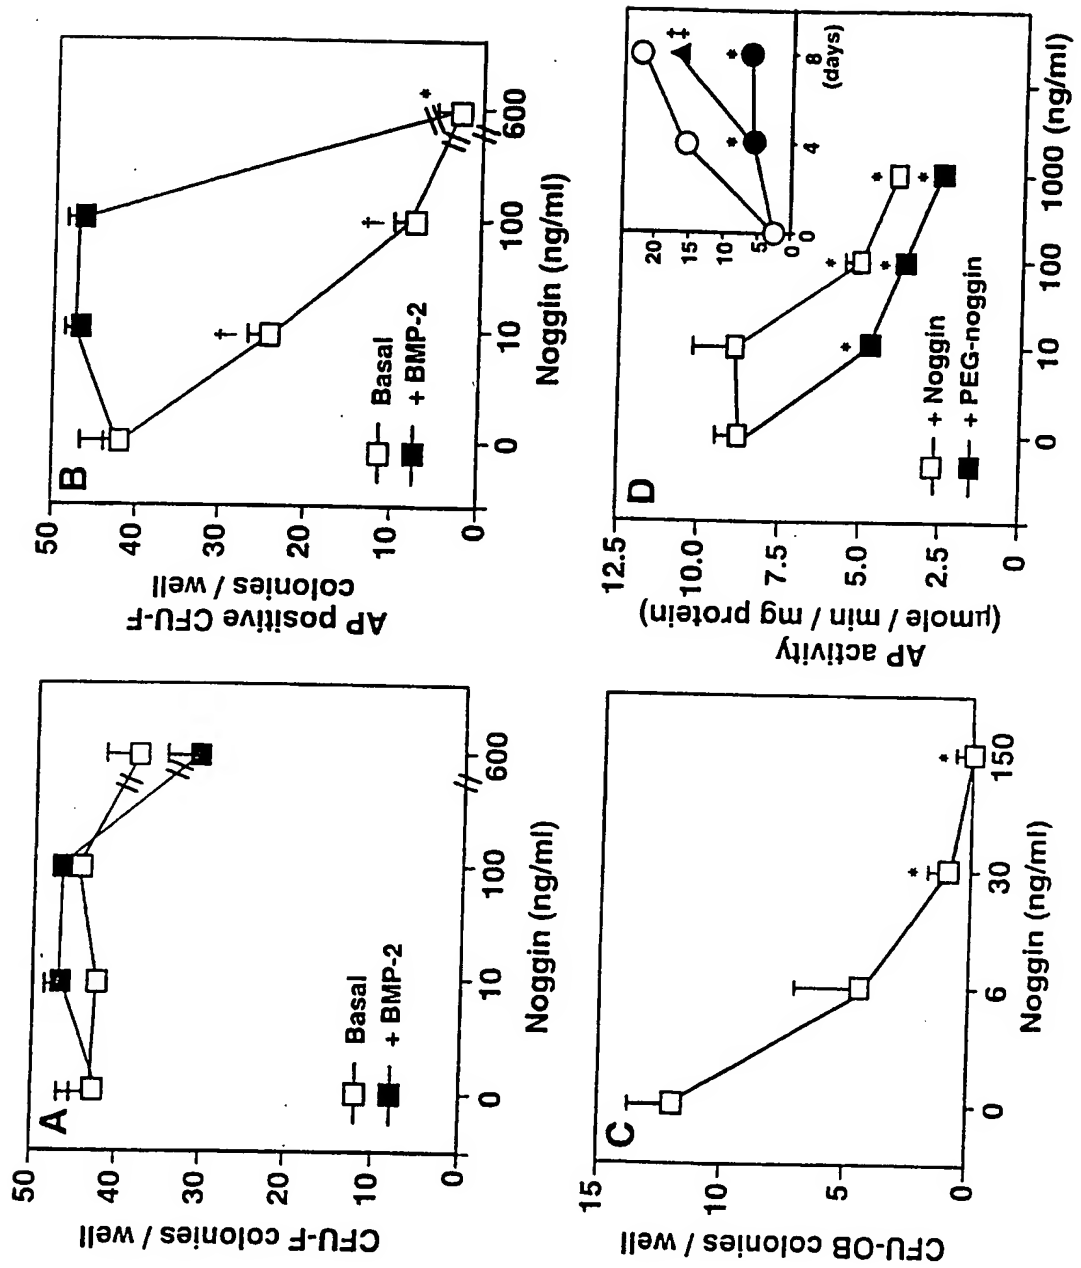 A
CFU-F colonies / well
50
40
30
20
10
0
Basal
+ BMP-2
0
10
100
600
Noggin (ng/ml)
B
AP positive CFU-F
colonies / well
50
40
30
20
10
0
†
†
*
Basal
+ BMP-2
0
10
100
600
Noggin (ng/ml)
C
CFU-OB colonies / well
15
10
5
0
*
*
0
6
30
150
Noggin (ng/ml)
D
AP activity
(µmole / min / mg protein)
12.5
10.0
7.5
5.0
2.5
0
*
*
*
*
*
+ Noggin
+ PEG-noggin
0
10
100
1000 (ng/ml)
20
15
10
5
0
*
*
‡
0
4
8
(days)